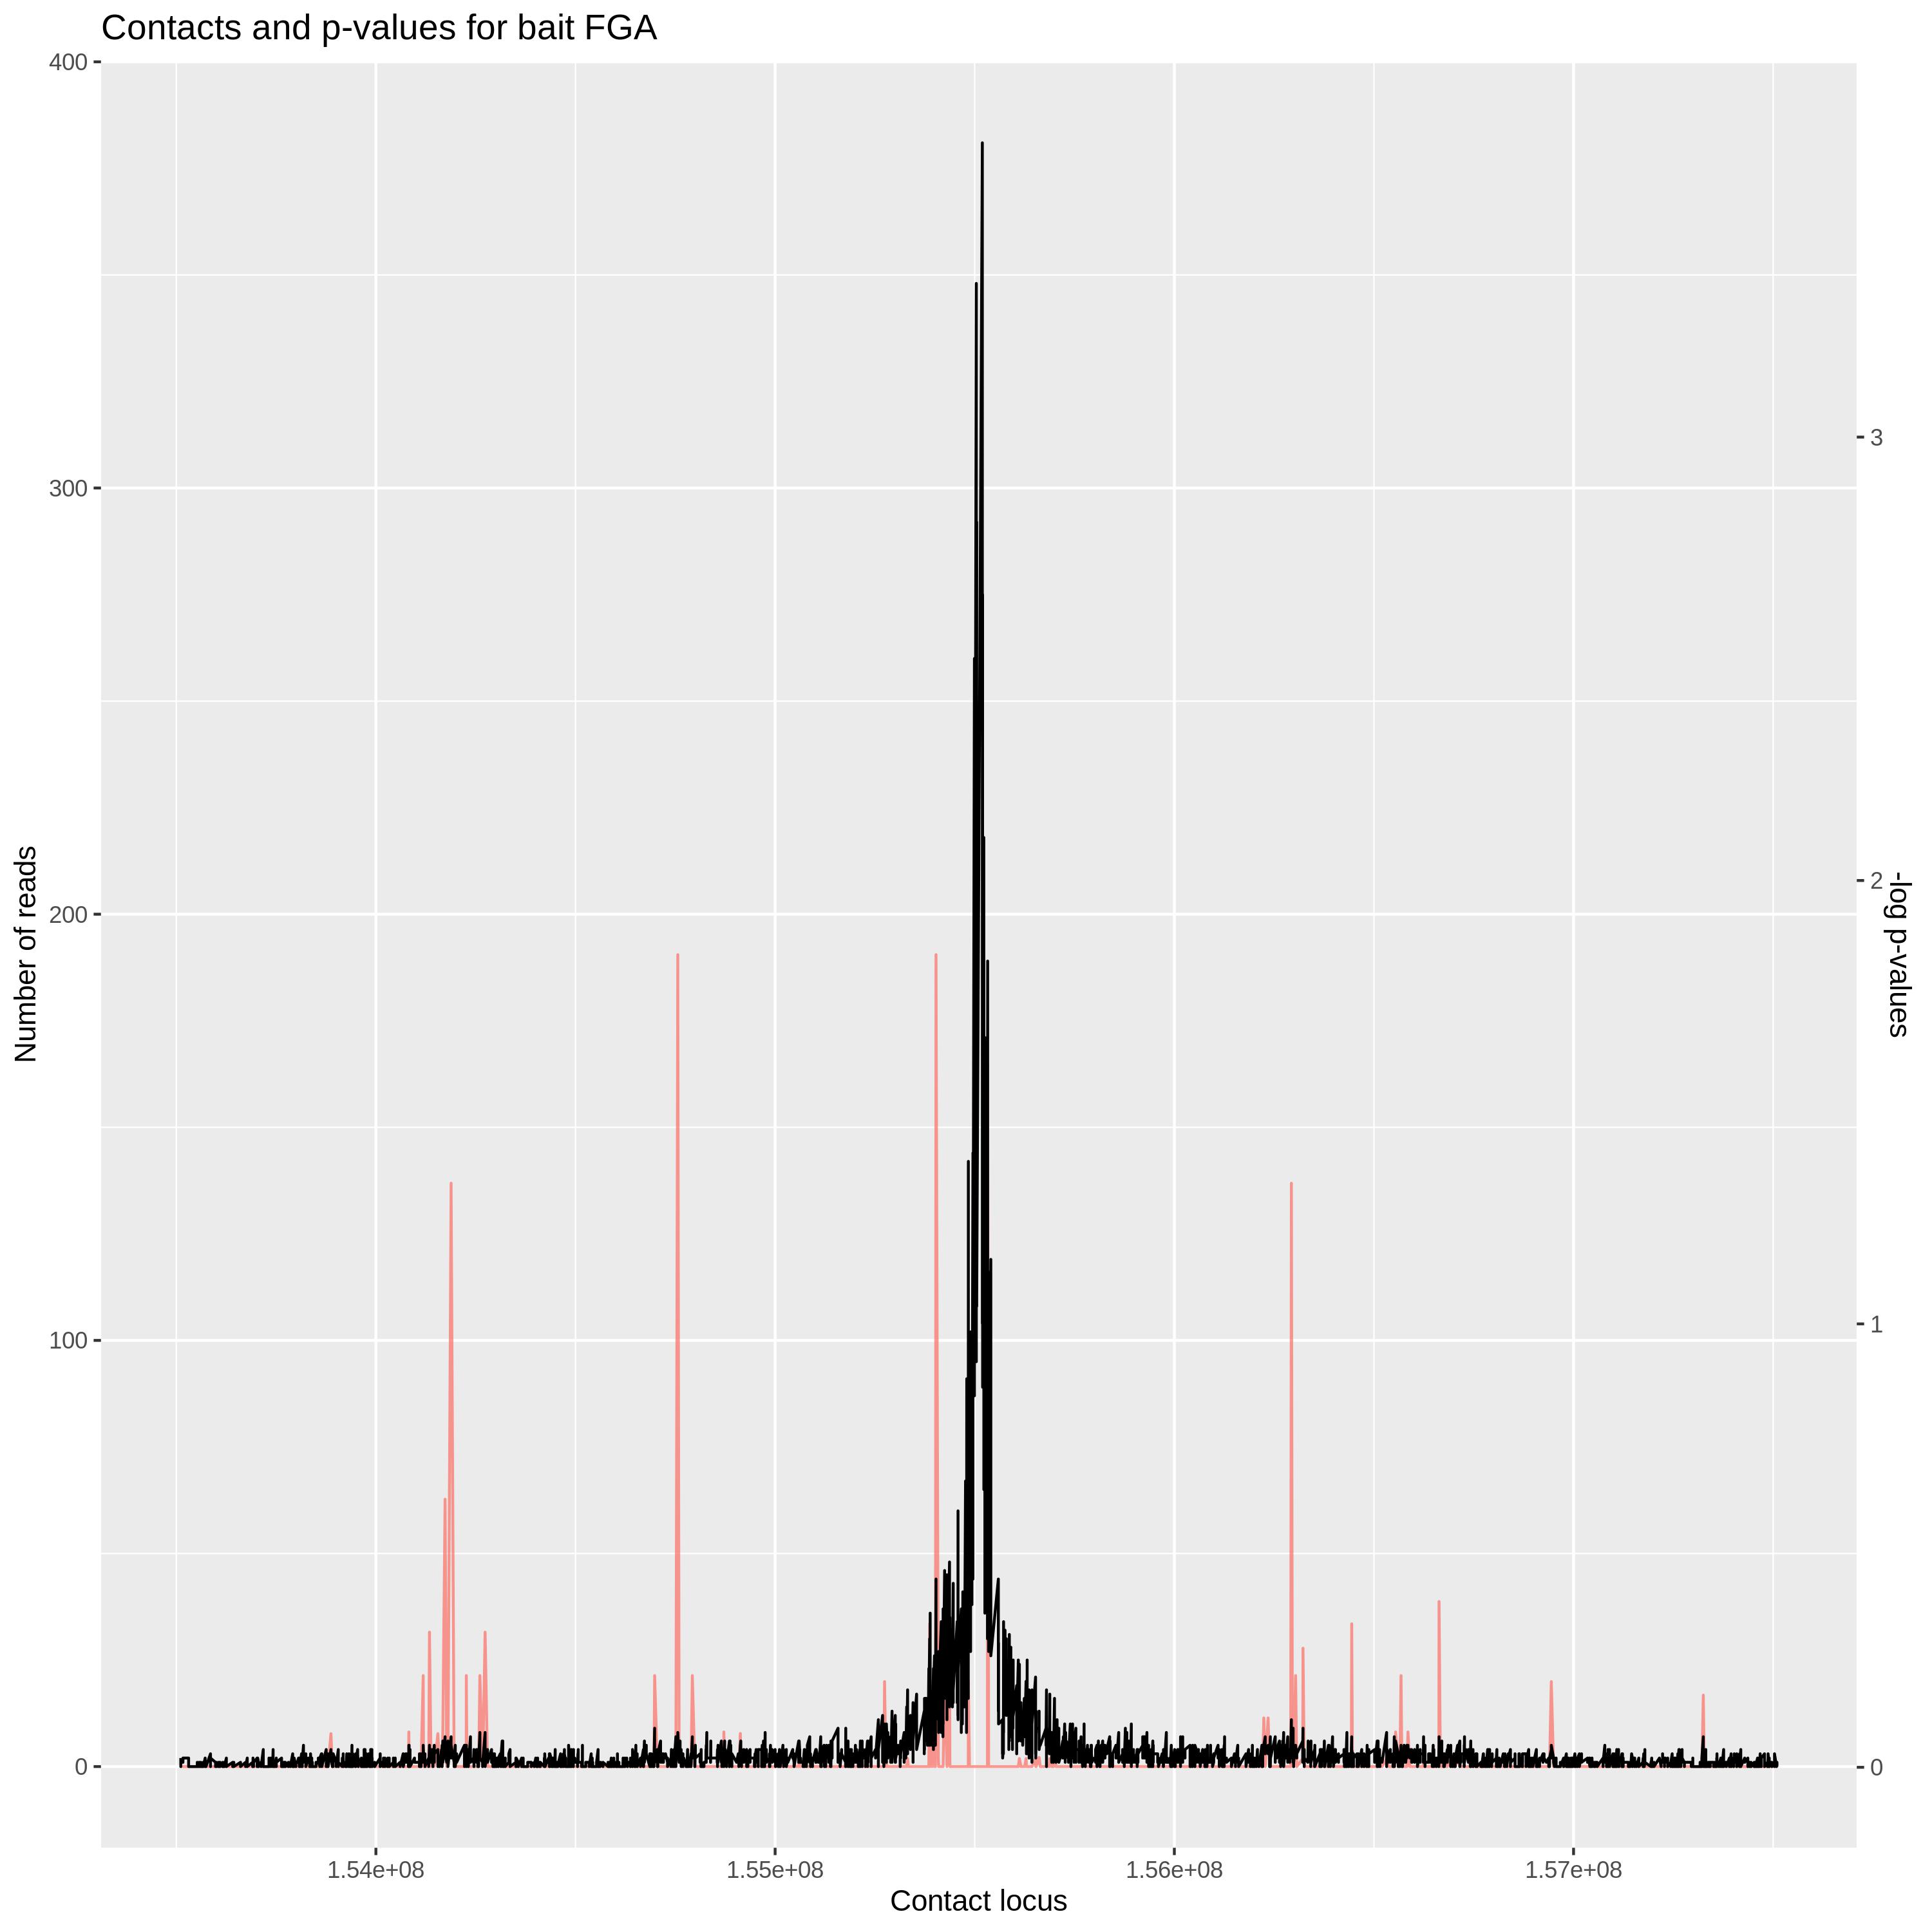 Contacts and p-values for bait FGA
400
300
200
100
0
Number of reads
3
2
1
0
-log p-values
1.54e+08
1.55e+08
1.56e+08
1.57e+08
Contact locus